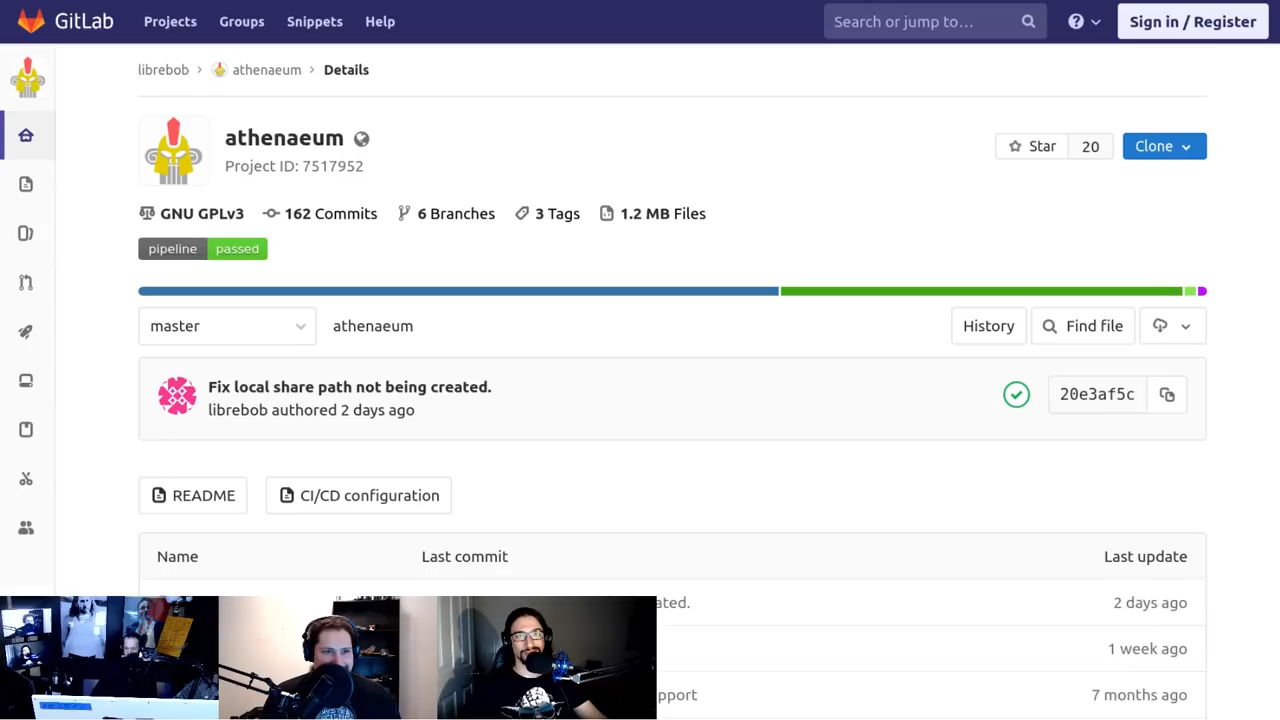 GitLab Projects Groups Snippets Help Search or jump to... Sign in / Register
librebob > athenaeum > Details
athenaeum
Project ID: 7517952
Star 20 Clone
GNU GPLv3 162 Commits 6 Branches 3 Tags 1.2 MB Files
pipeline passed
master athenaeum History Find file
Fix local share path not being created.
librebob authored 2 days ago
20e3af5c
README CI/CD configuration
Name Last commit Last update
ated. 2 days ago
1 week ago
pport 7 months ago